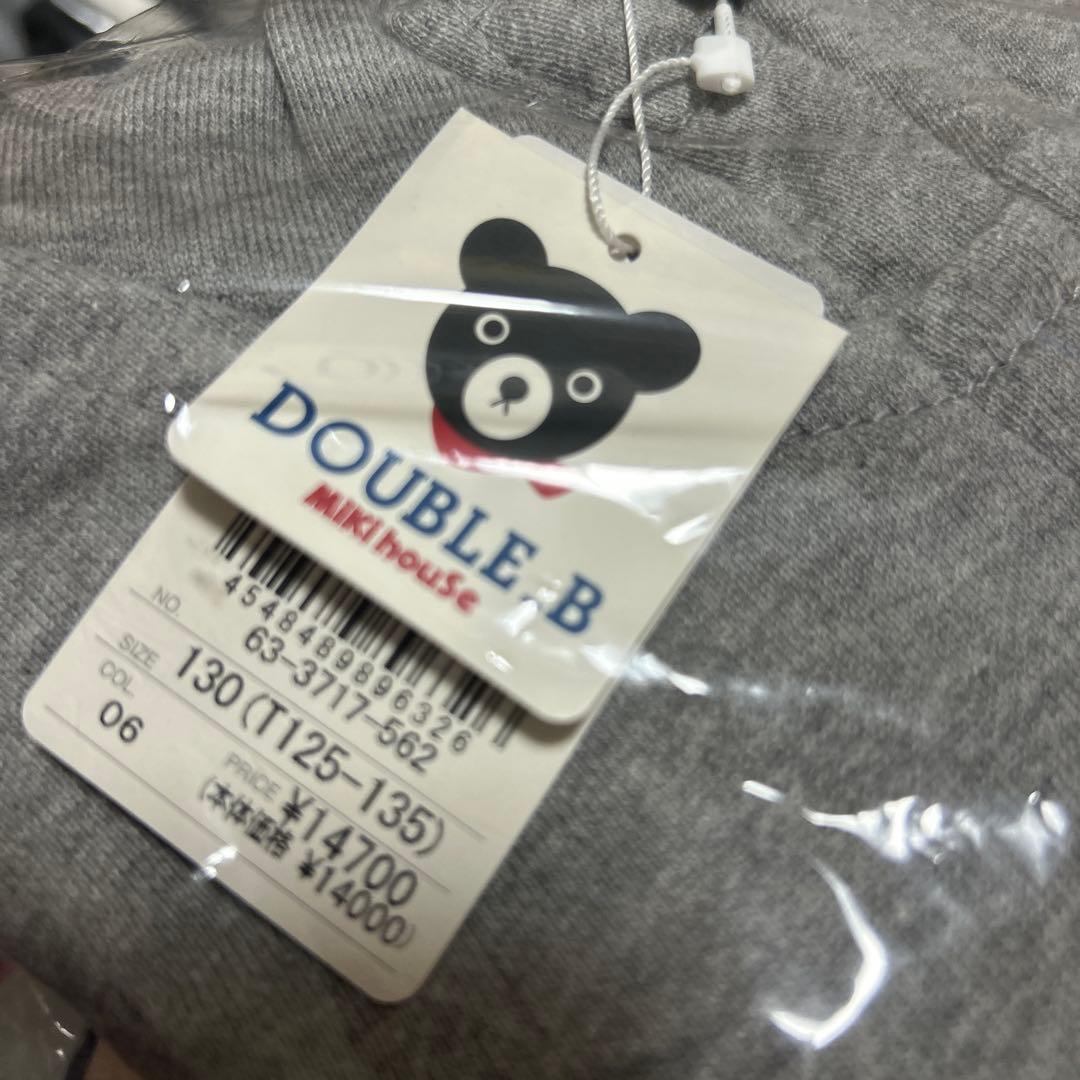 DOUBLE.B
MIKI HOUSE
4548489896326
NO. 63-3717-562
SIZE 130(T125-135)
COL. 06
PRICE ¥14700
(本体価格 ¥14000)